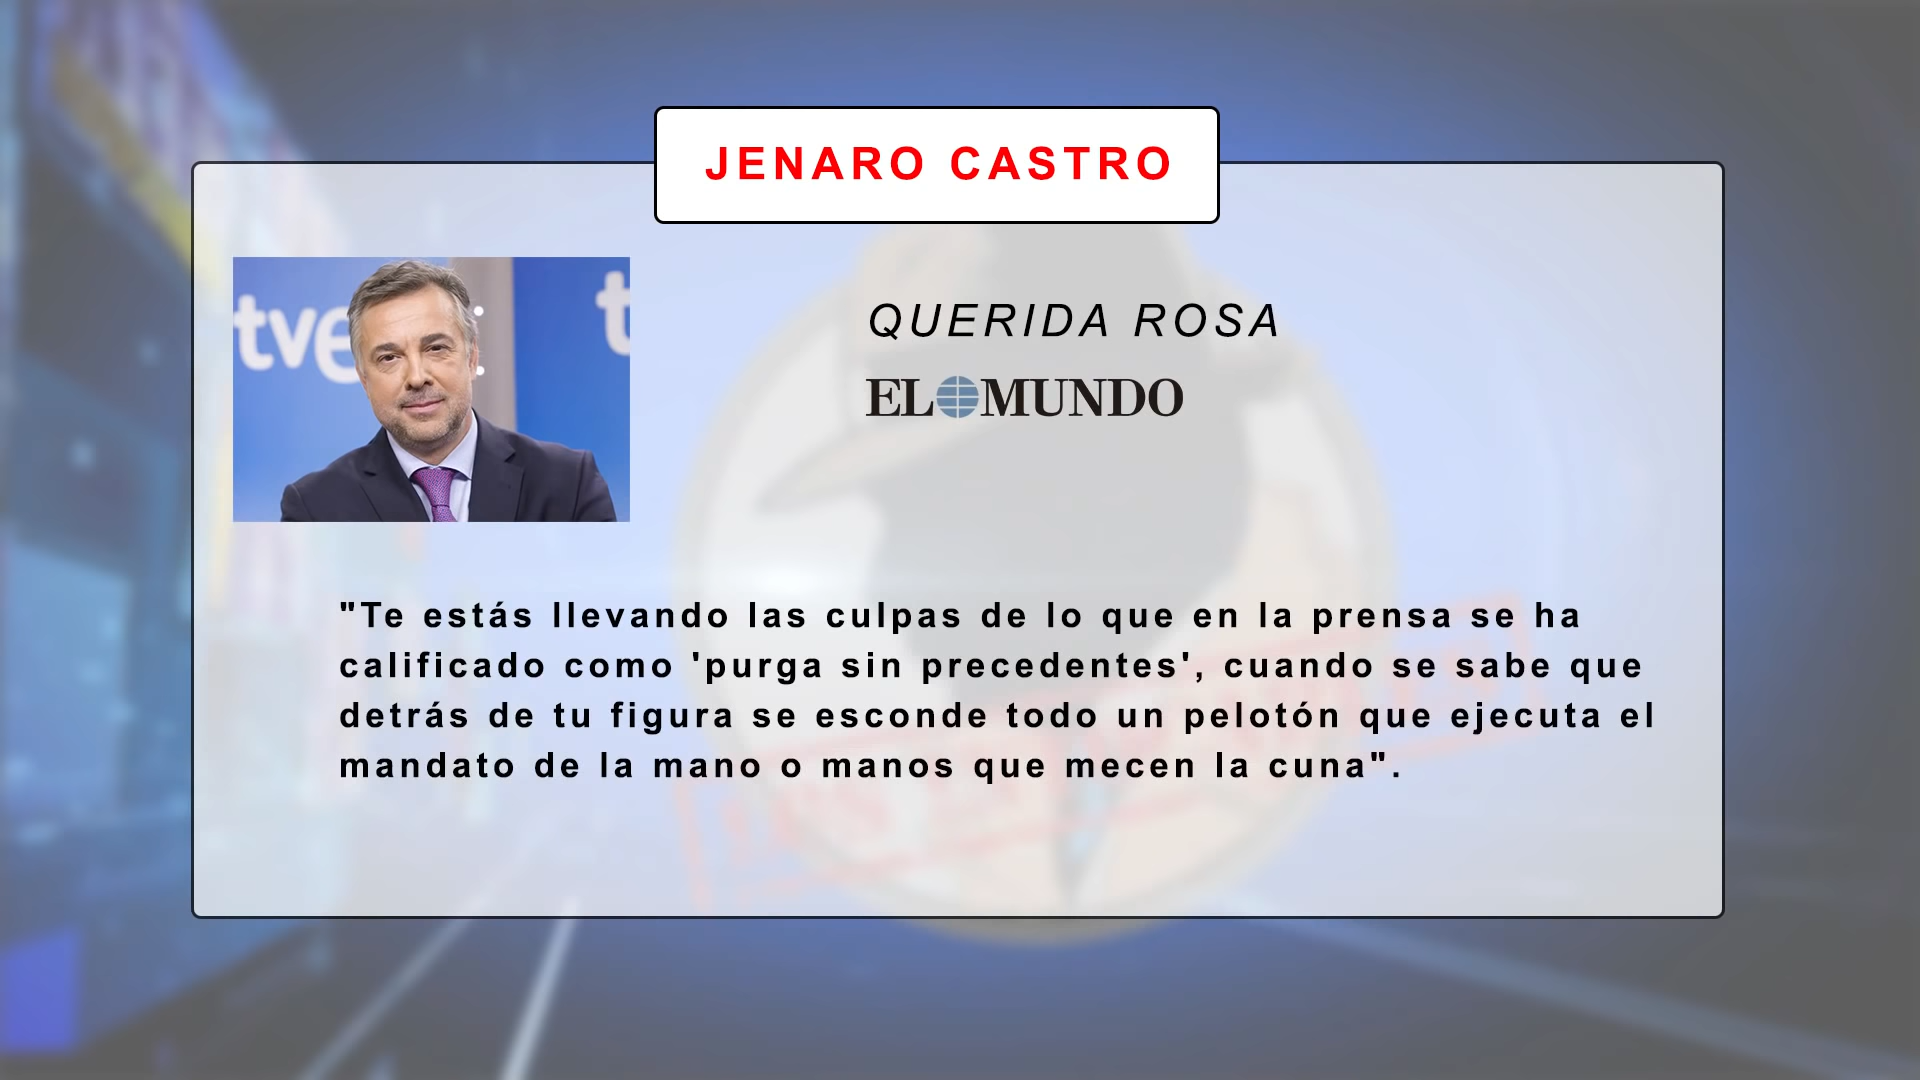 JENARO CASTRO
tve
t
QUERIDA ROSA
EL MUNDO
"Te estás llevando las culpas de lo que en la prensa se ha
calificado como 'purga sin precedentes', cuando se sabe que
detrás de tu figura se esconde todo un pelotón que ejecuta el
mandato de la mano o manos que mecen la cuna".